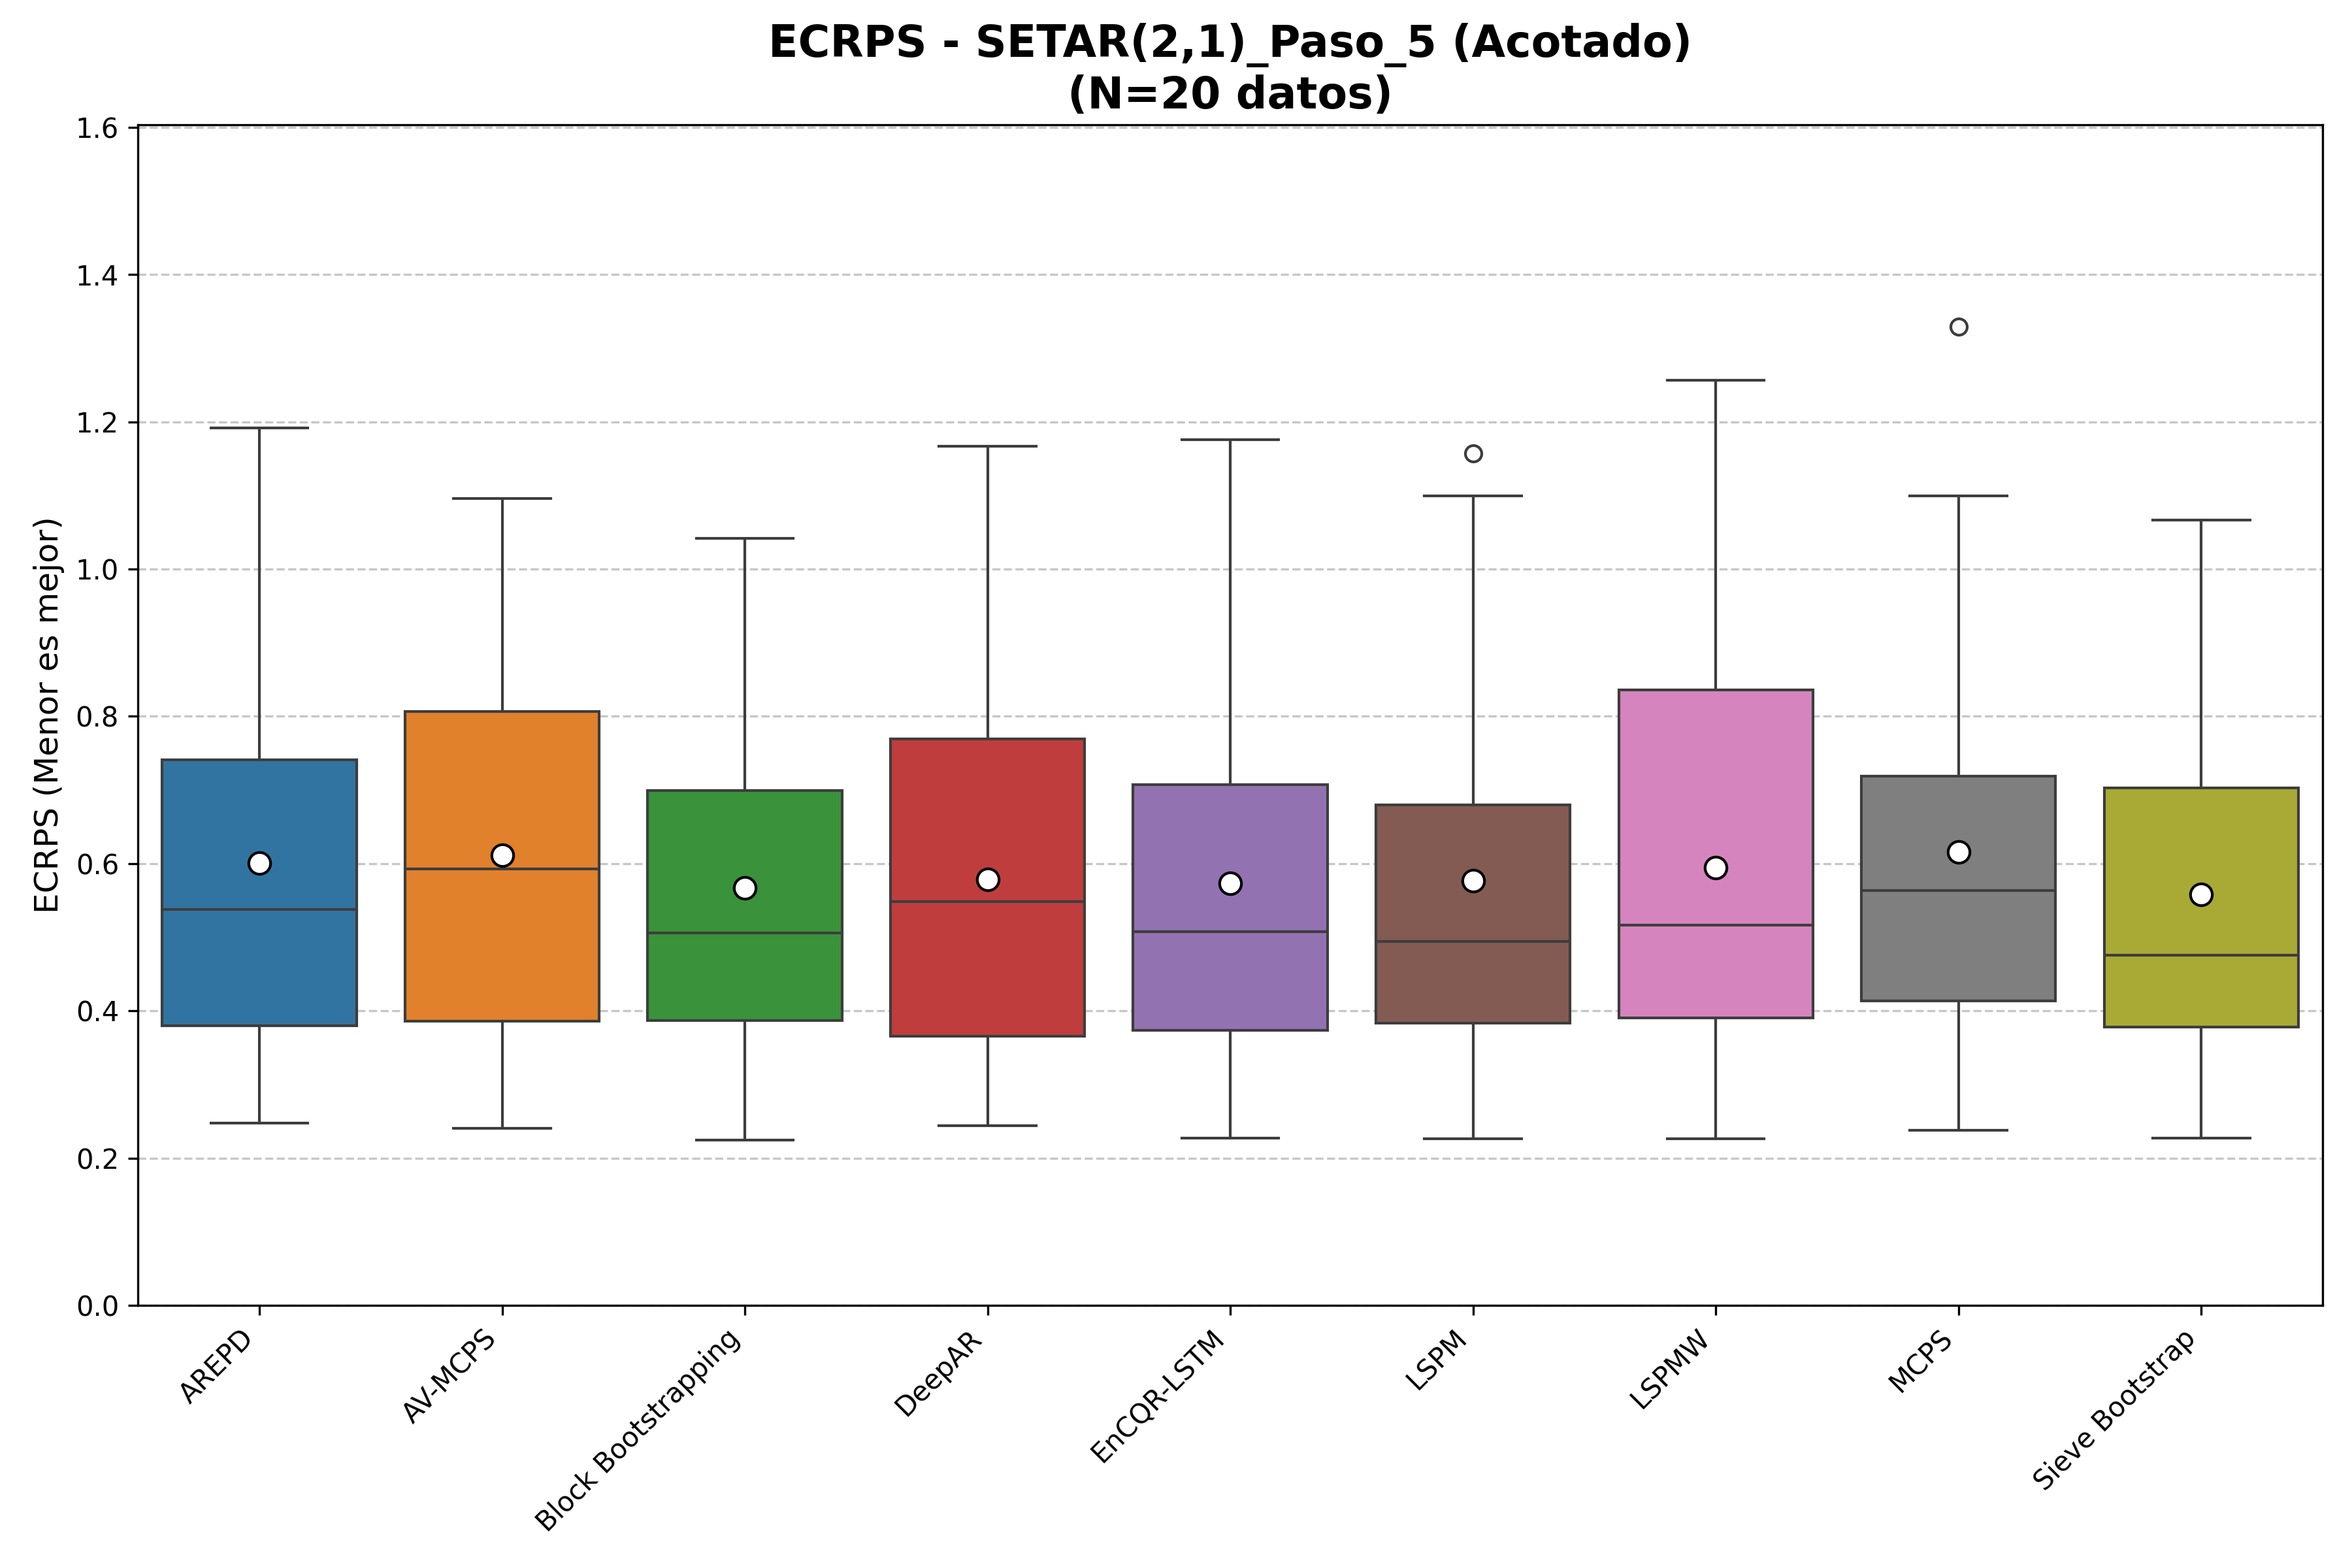 ECRPS - SETAR(2,1)_Paso_5 (Acotado)
(N=20 datos)
ECRPS (Menor es mejor)
1.6
1.4
1.2
1.0
0.8
0.6
0.4
0.2
0.0
AREPD
AV-MCPS
Block Bootstrapping
DeepAR
EnCQR-LSTM
LSPM
LSPMW
MCPS
Sieve Bootstrap